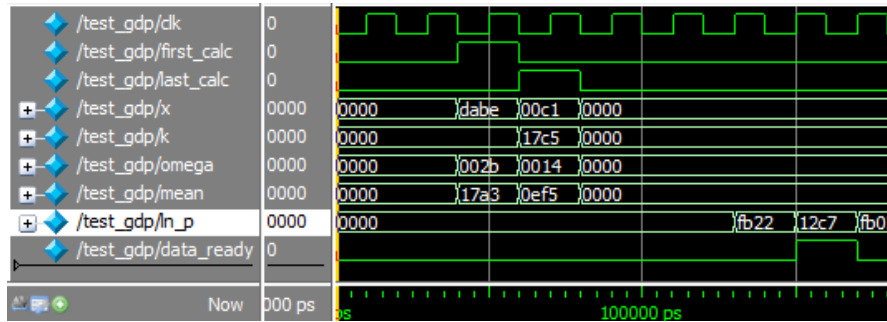 /test_gdp/clk 0
/test_gdp/first_calc 0
/test_gdp/last_calc 0
/test_gdp/x 0000 0000 dabe 00c1 0000
/test_gdp/k 0000 0000 17c5 0000
/test_gdp/omega 0000 0000 002b 0014 0000
/test_gdp/mean 0000 0000 17a3 0ef5 0000
/test_gdp/ln_p 0000 0000 fb22 12c7 fb0
/test_gdp/data_ready 0
Now 000 ps ps 100000 ps